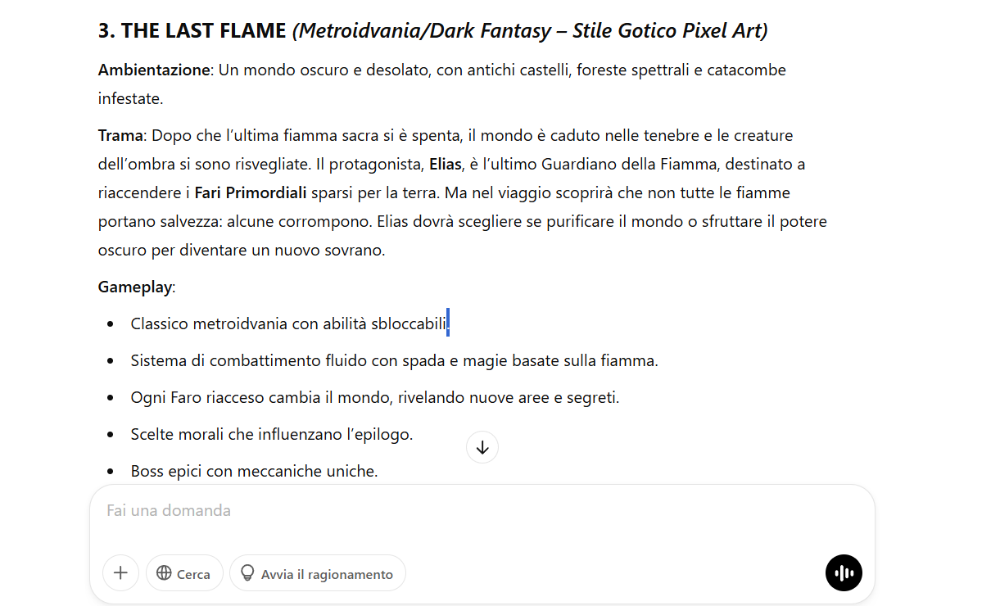 3. THE LAST FLAME (Metroidvania/Dark Fantasy – Stile Gotico Pixel Art)
Ambientazione: Un mondo oscuro e desolato, con antichi castelli, foreste spettrali e catacombe
infestate.
Trama: Dopo che l’ultima fiamma sacra si è spenta, il mondo è caduto nelle tenebre e le creature
dell’ombra si sono risvegliate. Il protagonista, Elias, è l’ultimo Guardiano della Fiamma, destinato a
riaccendere i Fari Primordiali sparsi per la terra. Ma nel viaggio scoprirà che non tutte le fiamme
portano salvezza: alcune corrompono. Elias dovrà scegliere se purificare il mondo o sfruttare il potere
oscuro per diventare un nuovo sovrano.
Gameplay:
• Classico metroidvania con abilità sbloccabili.
• Sistema di combattimento fluido con spada e magie basate sulla fiamma.
• Ogni Faro riacceso cambia il mondo, rivelando nuove aree e segreti.
• Scelte morali che influenzano l’epilogo.
• Boss epici con meccaniche uniche.
Fai una domanda
Cerca
Avvia il ragionamento